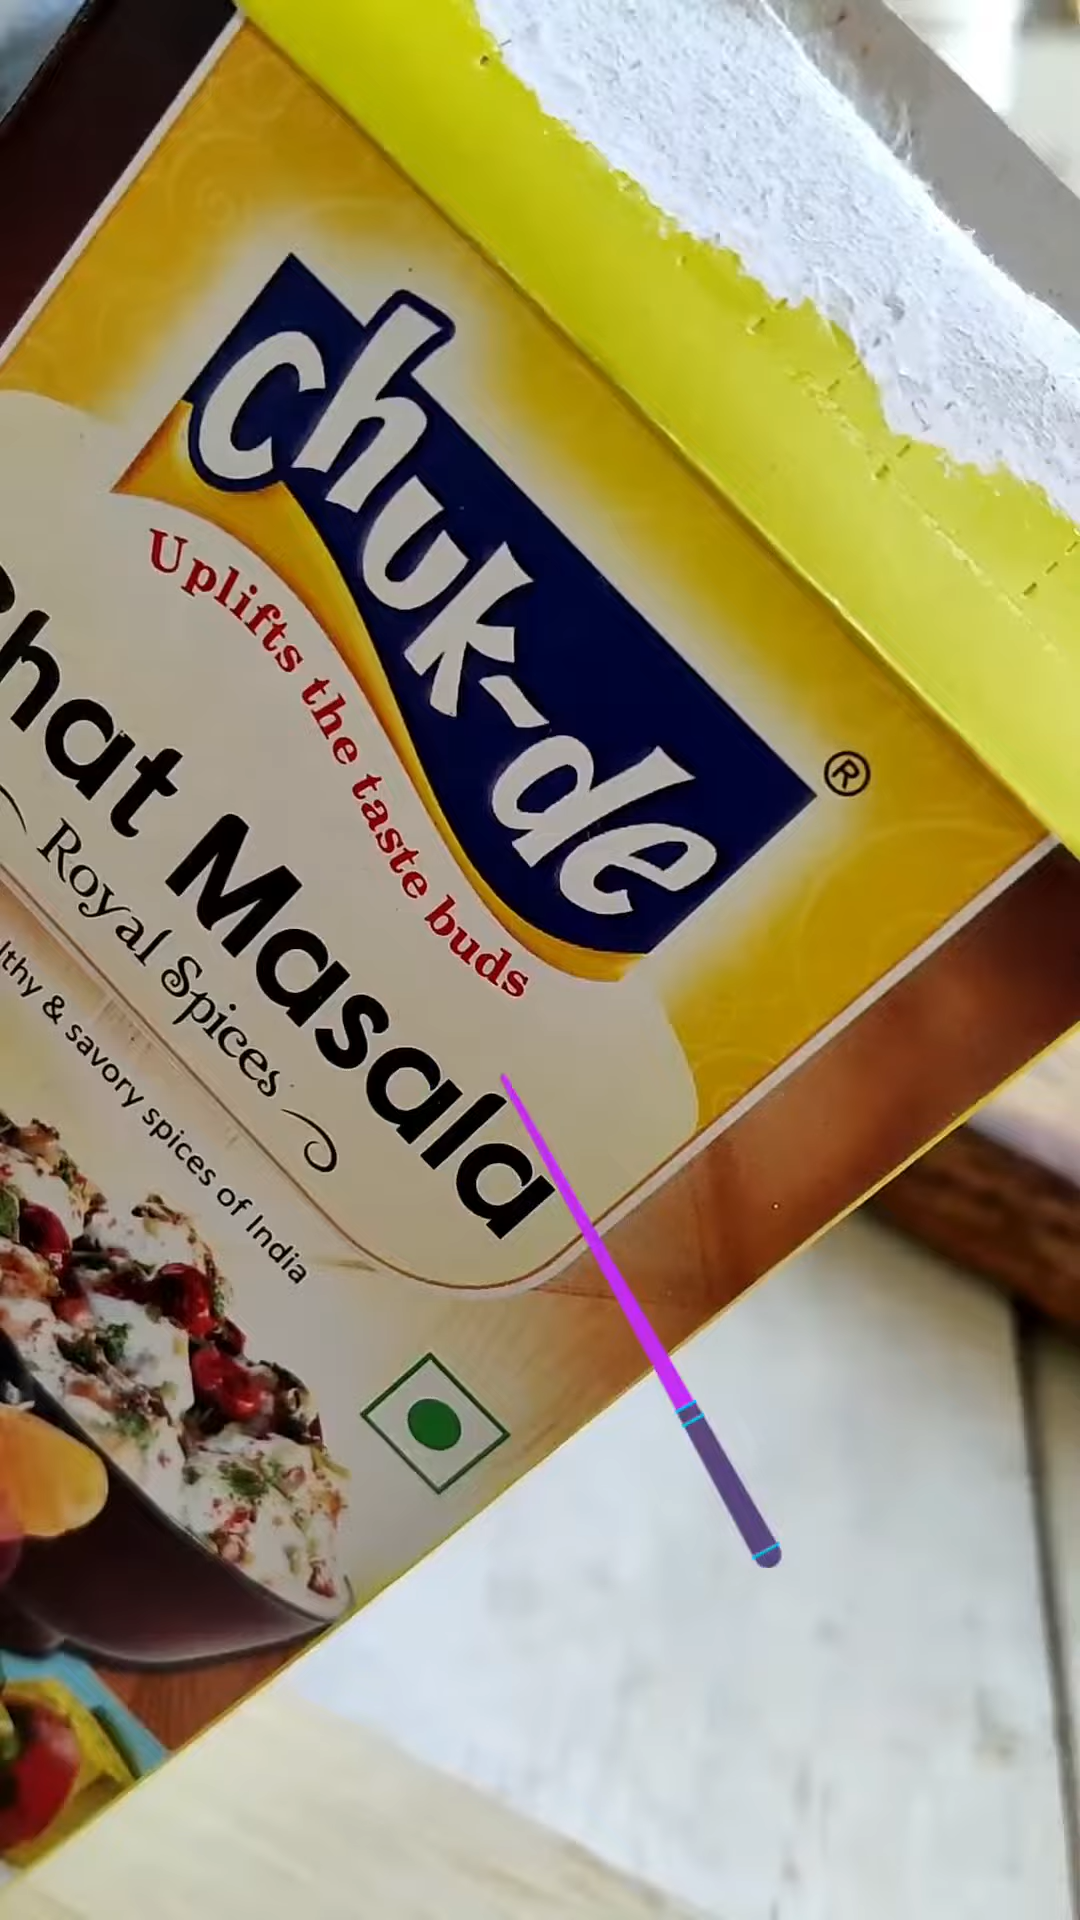 chuk-de ®
Uplifts the taste buds
hat Masala
Royal Spices
lthy & savory spices of India